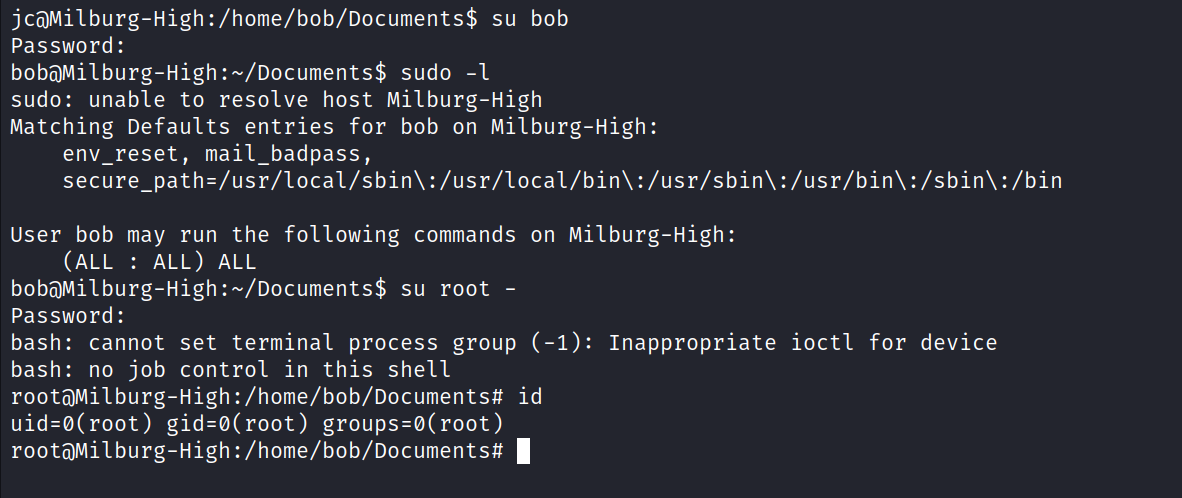 jc@Milburg-High:/home/bob/Documents$ su bob
Password:
bob@Milburg-High:~/Documents$ sudo -l
sudo: unable to resolve host Milburg-High
Matching Defaults entries for bob on Milburg-High:
    env_reset, mail_badpass,
    secure_path=/usr/local/sbin\:/usr/local/bin\:/usr/sbin\:/usr/bin\:/sbin\:/bin

User bob may run the following commands on Milburg-High:
    (ALL : ALL) ALL
bob@Milburg-High:~/Documents$ su root -
Password:
bash: cannot set terminal process group (-1): Inappropriate ioctl for device
bash: no job control in this shell
root@Milburg-High:/home/bob/Documents# id
uid=0(root) gid=0(root) groups=0(root)
root@Milburg-High:/home/bob/Documents#